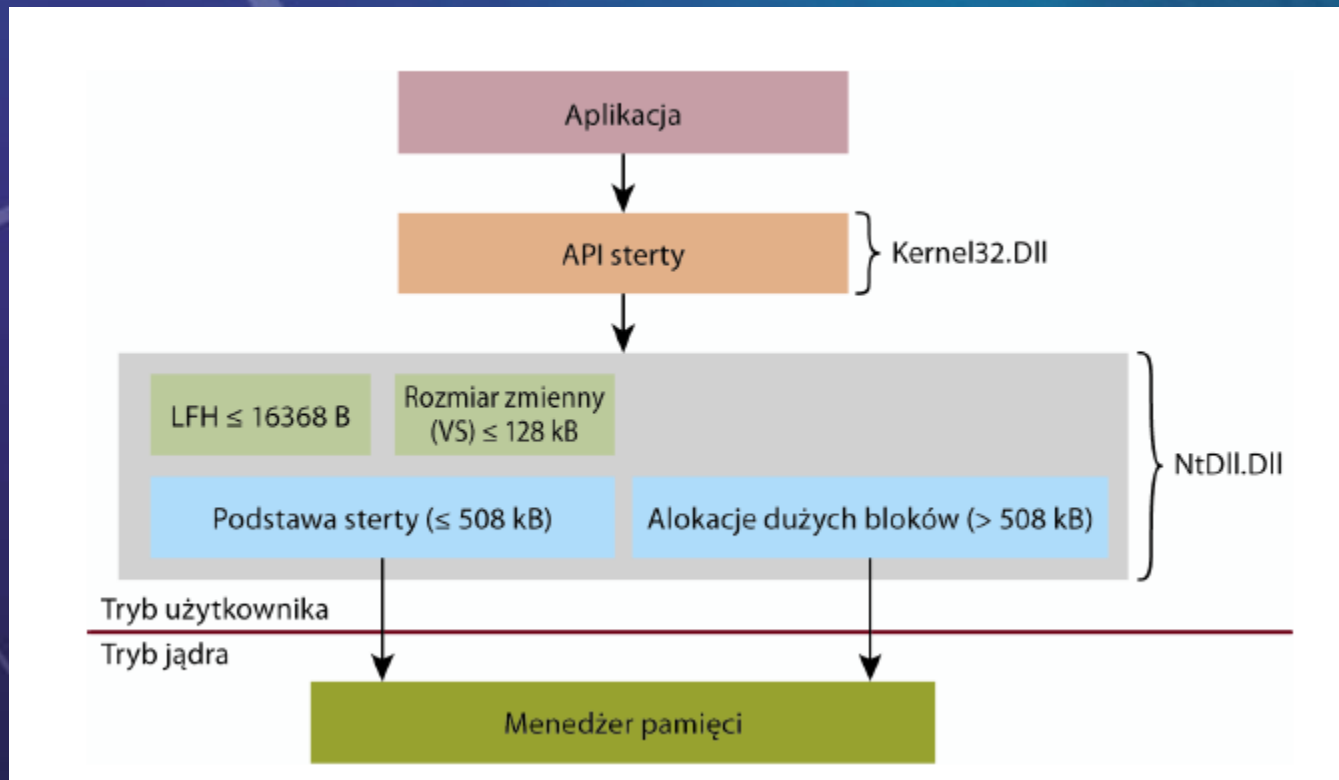 Aplikacja
API sterty
Kernel32.Dll
LFH ≤ 16368 B
Rozmiar zmienny
(VS) ≤ 128 kB
NtDll.Dll
Podstawa sterty (≤ 508 kB)
Alokacje dużych bloków (> 508 kB)
Tryb użytkownika
Tryb jądra
Menedżer pamięci